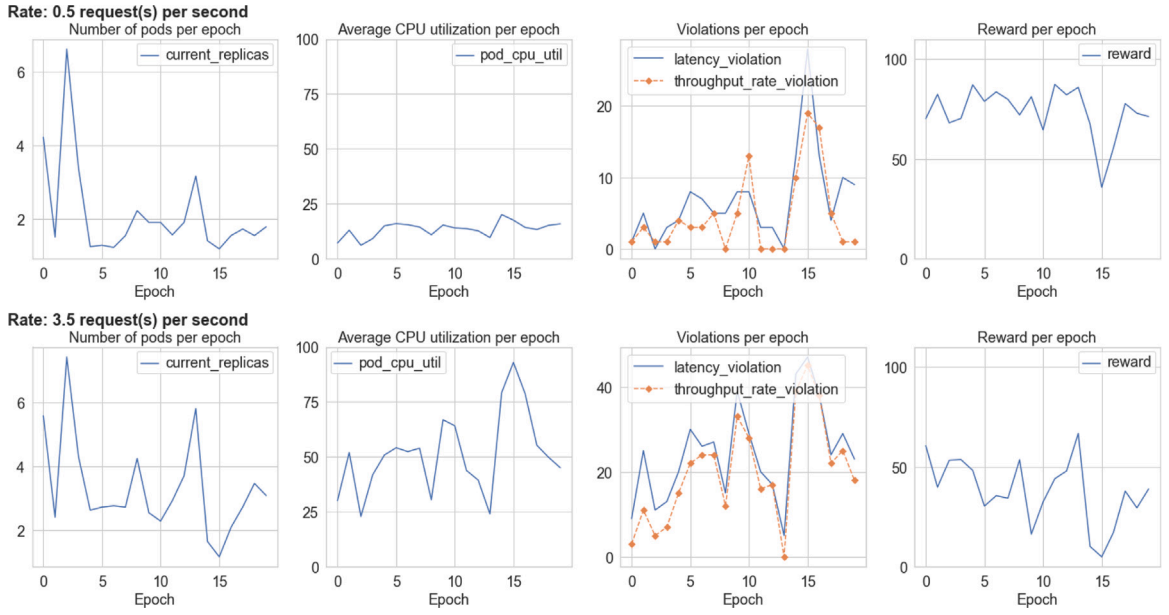 Rate: 0.5 request(s) per second
Number of pods per epoch
current_replicas
6
4
2
0 5 10 15
Epoch
Average CPU utilization per epoch
pod_cpu_util
100
75
50
25
0
0 5 10 15
Epoch
Violations per epoch
latency_violation
throughput_rate_violation
20
10
0
0 5 10 15
Epoch
Reward per epoch
reward
100
50
0
0 5 10 15
Epoch
Rate: 3.5 request(s) per second
Number of pods per epoch
current_replicas
6
4
2
0 5 10 15
Epoch
Average CPU utilization per epoch
pod_cpu_util
100
75
50
25
0
0 5 10 15
Epoch
Violations per epoch
latency_violation
throughput_rate_violation
40
20
0
0 5 10 15
Epoch
Reward per epoch
reward
100
50
0
0 5 10 15
Epoch